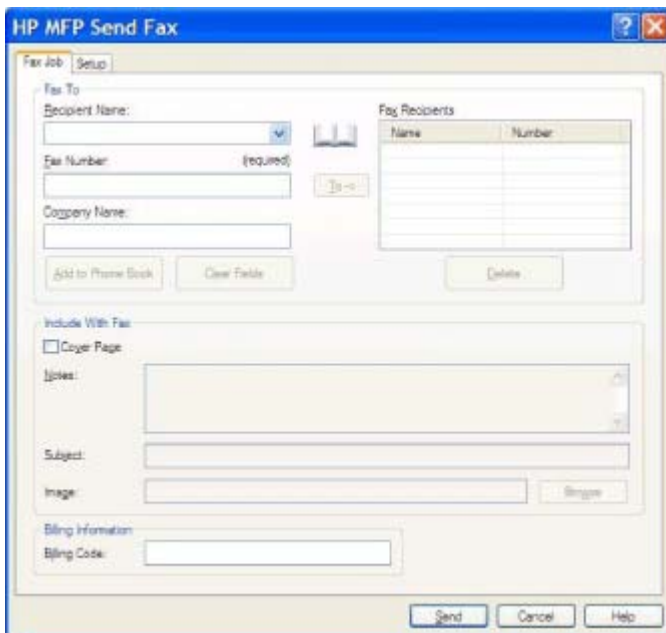 HP MFP Send Fax
Fax Job Setup
Fax To
Recipient Name:
Fax Recipients
Name Number
Fax Number (required)
To ->
Company Name:
Add to Phone Book Clear Fields Delete
Include With Fax
Cover Page
Notes:
Subject:
Image:
Browse
Billing Information
Billing Code:
Send Cancel Help